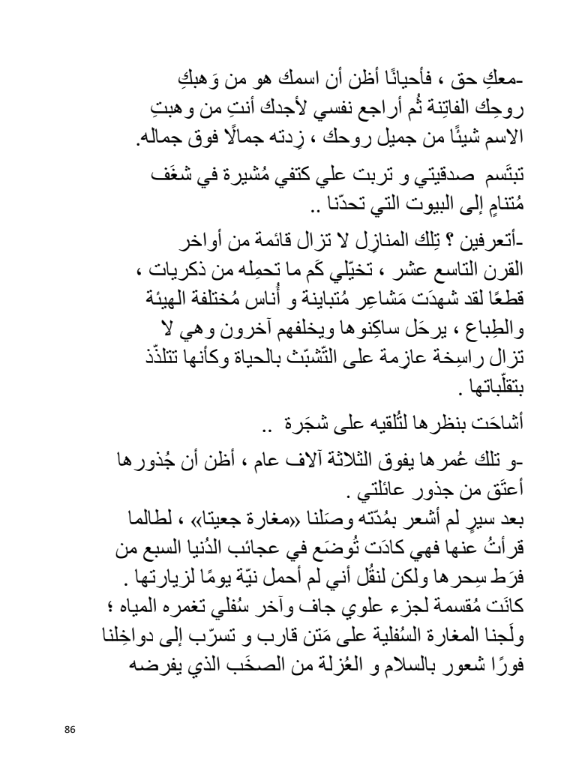 -معكِ حق ، فأحيانًا أظن أن اسمك هو من وَهبكِ
روحِك الفاتِنة ثُم أراجع نفسي لأجدك أنتِ من وهبتِ
الاسم شيئًا من جميل روحك ، زِدته جمالًا فوق جماله.
تبتَسم صدقيتي و تربت علي كتفي مُشيرة في شغَف
مُتنامٍ إلى البيوت التي تحدّنا ..
-أتعرفين ؟ تِلك المنازِل لا تزال قائمة من أواخر
القرن التاسع عشر ، تخيّلي كَم ما تحمِله من ذكريات ،
قطعًا لقد شهدَت مَشاعِر مُتباينة و أُناس مُختلفة الهيئة
والطِباع ، يرحَل ساكِنوها ويخلفهم آخرون وهي لا
تزال راسِخة عازِمة على التّشبّث بالحياة وكأنها تتلذّذ
بتقلّباتها .
أشاحَت بنظرها لتُلقيه على شجَرة ..
-و تلك عُمرها يفوق الثلاثة آلاف عام ، أظن أن جُذورها
أعتَق من جذور عائلتي .
بعد سيرٍ لم أشعر بمُدّته وصَلنا «مغارة جعيتا» ، لطالما
قرأتُ عنها فهي كادَت تُوضَع في عجائب الدُنيا السبع من
فرَط سِحرها ولكن لنقُل أني لم أحمل نيّة يومًا لزيارتها .
كانَت مُقسمة لجزء علوي جاف وآخر سُفلي تغمره المياه ؛
ولَجنا المغارة السُفلية على مَتن قارب و تسرّب إلى دواخِلنا
فورًا شعور بالسلام و العُزلة من الصخَب الذي يفرضه
86